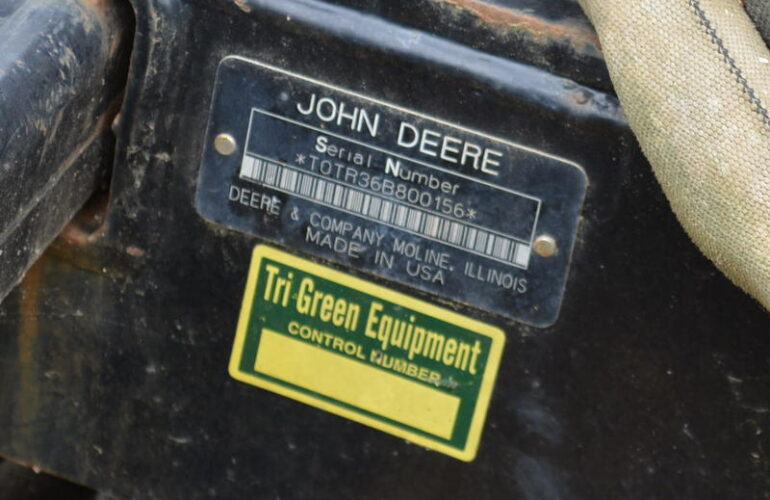 JOHN DEERE
Serial Number
*T0TR36B800156*
DEERE & COMPANY MOLINE, ILLINOIS
MADE IN USA
Tri Green Equipment
CONTROL NUMBER